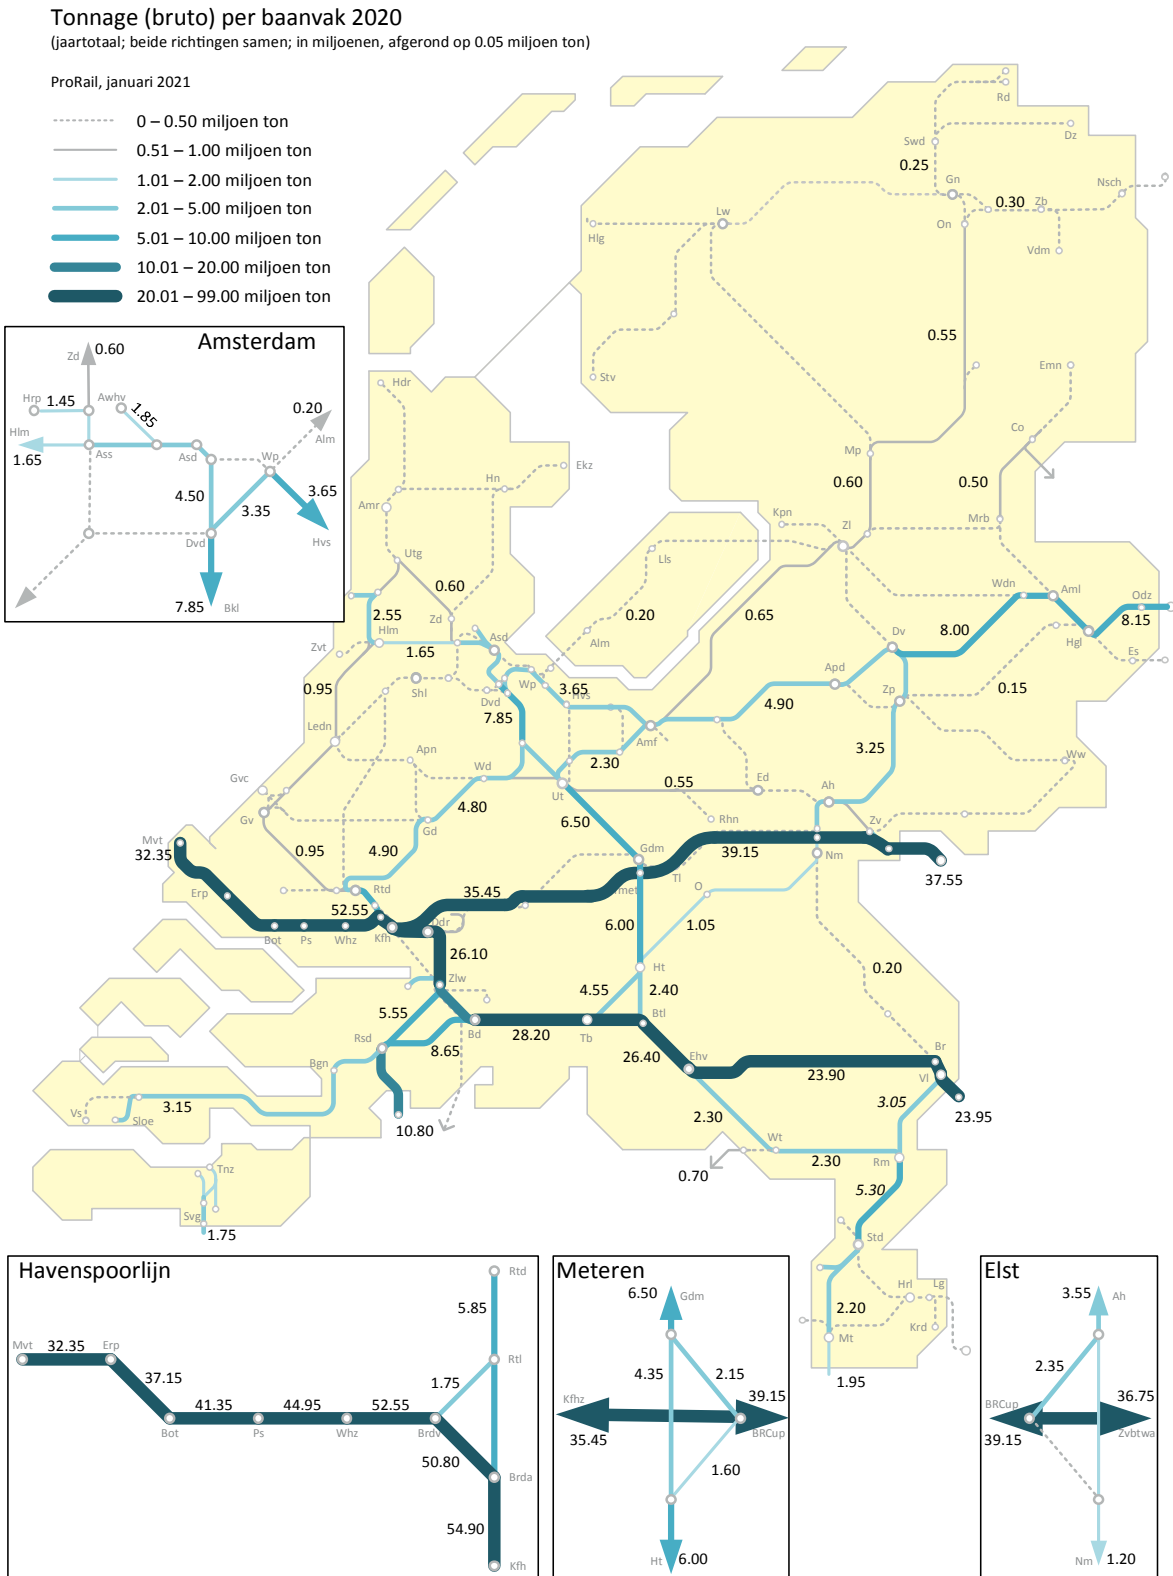 Tonnage (bruto) per baanvak 2020
(jaartotaal; beide richtingen samen; in miljoenen, afgerond op 0.05 miljoen ton)
ProRail, januari 2021
0 – 0.50 miljoen ton
0.51 – 1.00 miljoen ton
1.01 – 2.00 miljoen ton
2.01 – 5.00 miljoen ton
5.01 – 10.00 miljoen ton
10.01 – 20.00 miljoen ton
20.01 – 99.00 miljoen ton
Rd
Swd
Dz
0.25
Gn
Nsch
0.30
Zb
Lw
Hlg
On
Vdm
0.55
Stv
Emn
Co
Mp
0.60
0.50
Mrb
Kpn
Zl
Lls
Wdn
Aml
Odz
8.15
Hgl
Es
8.00
0.65
0.20
Alm
Dv
Apd
Zp
0.15
4.90
3.25
Ww
Hdr
Hn
Ekz
Amr
Utg
0.60
Zd
2.55
Hlm
1.65
Asd
Zvt
0.95
Shl
Wp
3.65
Hvs
Dvd
7.85
Amf
2.30
Ledn
Apn
Wd
Ut
0.55
Ed
Ah
Zv
Gvc
Gv
4.80
Gd
6.50
Rhn
0.95
4.90
Mvt
32.35
Gdm
39.15
Nm
37.55
Tl
Rtd
35.45
O
Erp
52.55
Kfh
Ddr
6.00
1.05
Bot
Ps
Whz
26.10
Ht
0.20
Zlw
4.55
2.40
5.55
Btl
Rsd
Bd
28.20
Tb
8.65
26.40
Br
Bgn
Ehv
23.90
Vl
3.15
Vs
Sloe
3.05
23.95
2.30
10.80
Wt
2.30
Rm
0.70
Tnz
5.30
Svg
1.75
Std
Hrl
Lg
2.20
Krd
Mt
1.95
Amsterdam
Zd
0.60
Hrp
1.45
Awhv
1.85
0.20
Alm
Hlm
1.65
Ass
Asd
Wp
4.50
3.65
3.35
Hvs
Dvd
7.85
Bkl
Havenspoorlijn
Rtd
5.85
Mvt
32.35
Erp
Rtl
37.15
1.75
41.35
44.95
52.55
Bot
Ps
Whz
Brdv
50.80
Brda
54.90
Kfh
Meteren
6.50
Gdm
4.35
2.15
39.15
Kfhz
35.45
BRCup
1.60
Ht
6.00
Elst
3.55
Ah
2.35
36.75
BRCup
39.15
Zvbtwa
Nm
1.20